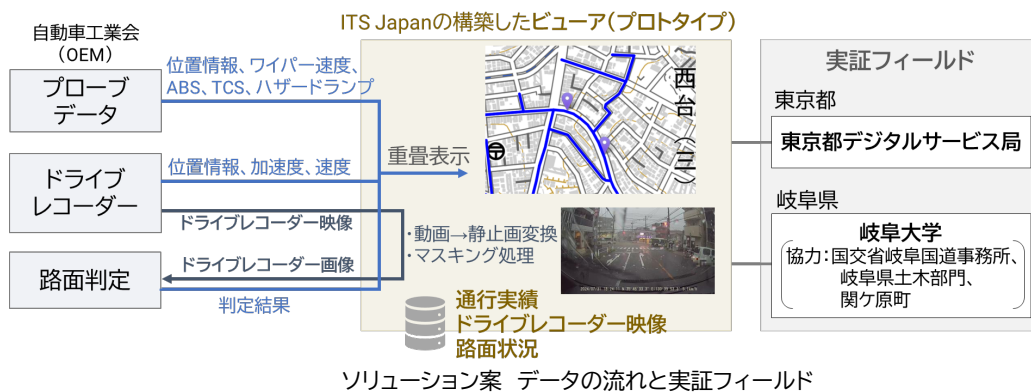 ITS Japanの構築したビューア(プロトタイプ)
自動車工業会
(OEM)
プローブ
データ
位置情報、ワイパー速度、
ABS、TCS、ハザードランプ
ドライブ
レコーダー
位置情報、加速度、速度
ドライブレコーダー映像
ドライブレコーダー画像
路面判定
判定結果
重畳表示
・動画→静止画変換
・マスキング処理
西台(三)
通行実績
ドライブレコーダー映像
路面状況
実証フィールド
東京都
東京都デジタルサービス局
岐阜県
岐阜大学
協力:国交省岐阜国道事務所、
岐阜県土木部門、
関ケ原町
ソリューション案 データの流れと実証フィールド